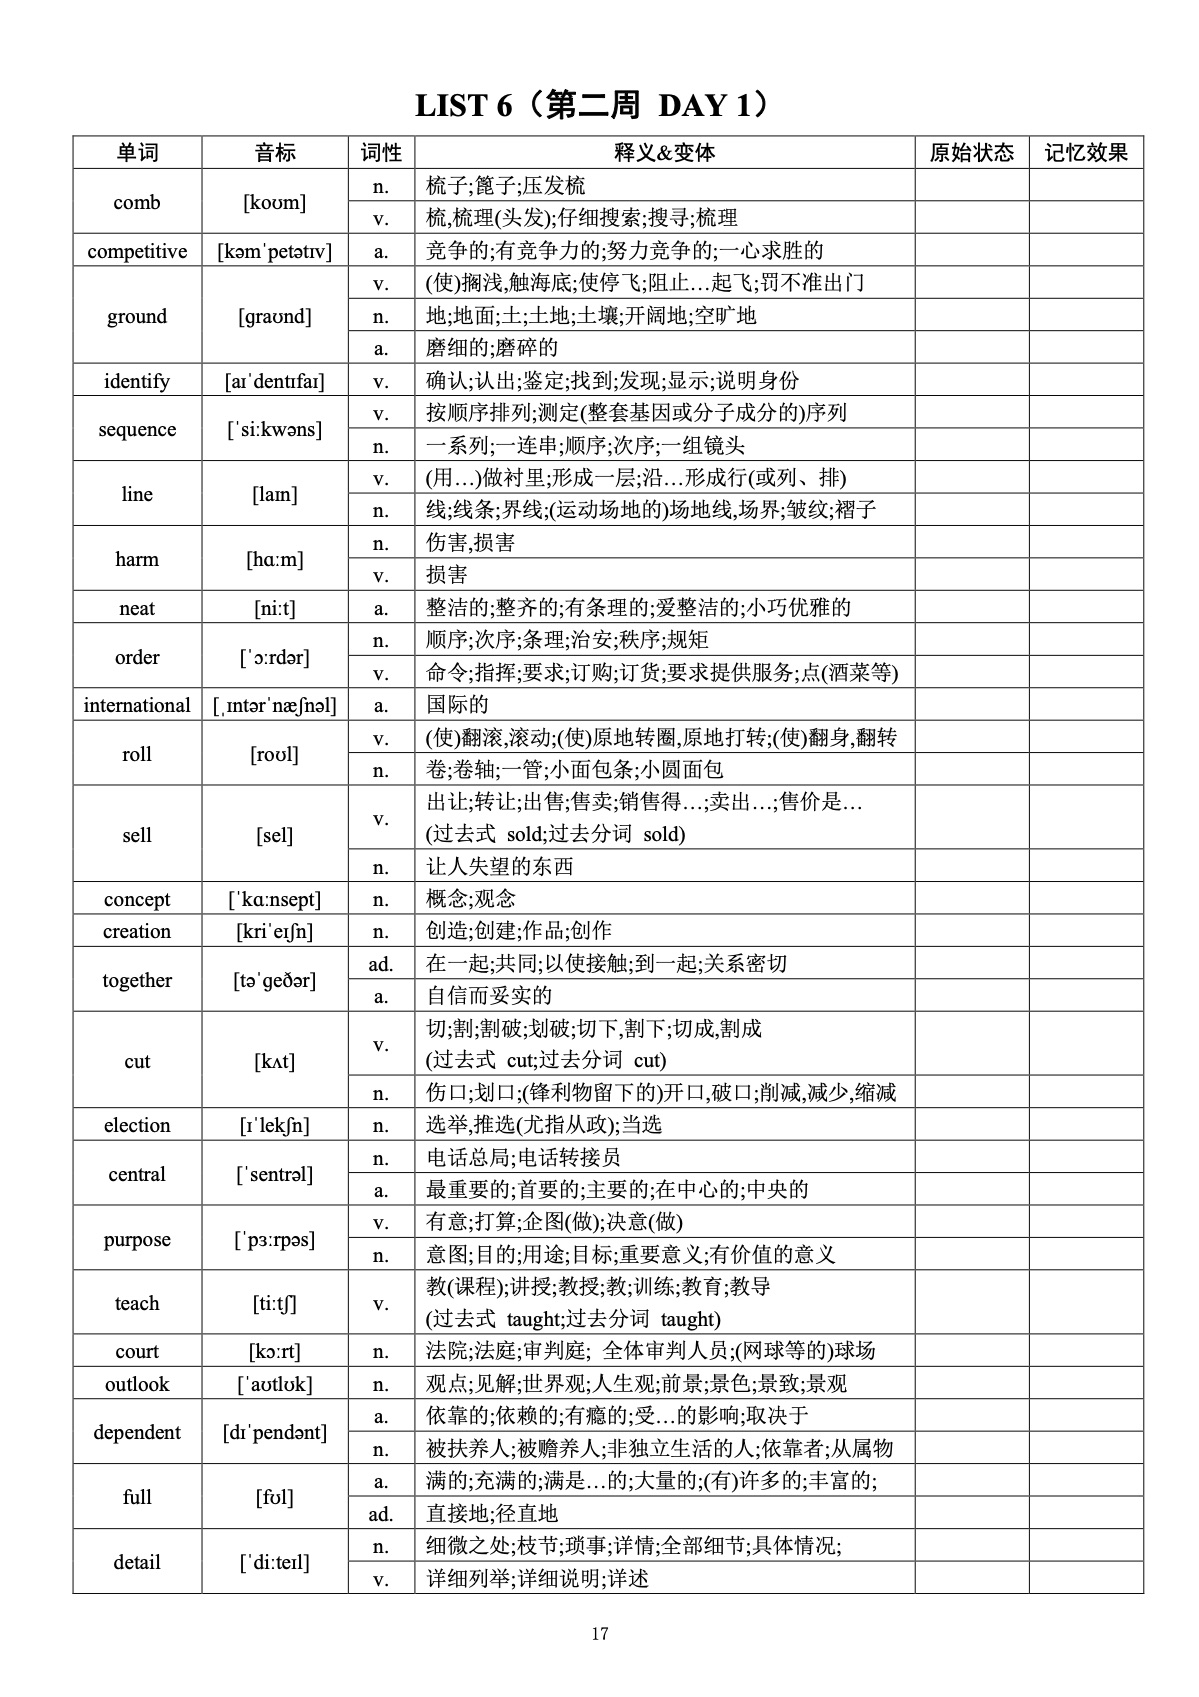 LIST 6（第二周 DAY 1）
单词 音标 词性 释义&变体 原始状态 记忆效果
comb [koʊm] n. 梳子;篦子;压发梳
v. 梳,梳理(头发);仔细搜索;搜寻;梳理
competitive [kəmˈpetətɪv] a. 竞争的;有竞争力的;努力竞争的;一心求胜的
ground [ɡraʊnd] v. (使)搁浅,触海底;使停飞;阻止…起飞;罚不准出门
n. 地;地面;土;土地;土壤;开阔地;空旷地
a. 磨细的;磨碎的
identify [aɪˈdentɪfaɪ] v. 确认;认出;鉴定;找到;发现;显示;说明身份
sequence [ˈsiːkwəns] v. 按顺序排列;测定(整套基因或分子成分的)序列
n. 一系列;一连串;顺序;次序;一组镜头
line [laɪn] v. (用…)做衬里;形成一层;沿…形成行(或列、排)
n. 线;线条;界线;(运动场地的)场地线,场界;皱纹;褶子
harm [hɑːm] n. 伤害,损害
v. 损害
neat [niːt] a. 整洁的;整齐的;有条理的;爱整洁的;小巧优雅的
order [ˈɔːrdər] n. 顺序;次序;条理;治安;秩序;规矩
v. 命令;指挥;要求;订购;订货;要求提供服务;点(酒菜等)
international [ˌɪntərˈnæʃnəl] a. 国际的
roll [roʊl] v. (使)翻滚,滚动;(使)原地转圈,原地打转;(使)翻身,翻转
n. 卷;卷轴;一管;小面包条;小圆面包
sell [sel] v. 出让;转让;出售;售卖;销售得…;卖出…;售价是…
(过去式 sold;过去分词 sold)
n. 让人失望的东西
concept [ˈkɑːnsept] n. 概念;观念
creation [kriˈeɪʃn] n. 创造;创建;作品;创作
together [təˈɡeðər] ad. 在一起;共同;以使接触;到一起;关系密切
a. 自信而妥实的
cut [kʌt] v. 切;割;割破;划破;切下,割下;切成,割成
(过去式 cut;过去分词 cut)
n. 伤口;划口;(锋利物留下的)开口,破口;削减,减少,缩减
election [ɪˈlekʃn] n. 选举,推选(尤指从政);当选
central [ˈsentrəl] n. 电话总局;电话转接员
a. 最重要的;首要的;主要的;在中心的;中央的
purpose [ˈpɜːrpəs] v. 有意;打算;企图(做);决意(做)
n. 意图;目的;用途;目标;重要意义;有价值的意义
teach [tiːtʃ] v. 教(课程);讲授;教授;教;训练;教育;教导
(过去式 taught;过去分词 taught)
court [kɔːrt] n. 法院;法庭;审判庭; 全体审判人员;(网球等的)球场
outlook [ˈaʊtlʊk] n. 观点;见解;世界观;人生观;前景;景色;景致;景观
dependent [dɪˈpendənt] a. 依靠的;依赖的;有瘾的;受…的影响;取决于
n. 被扶养人;被赡养人;非独立生活的人;依靠者;从属物
full [fʊl] a. 满的;充满的;满是…的;大量的;(有)许多的;丰富的;
ad. 直接地;径直地
detail [ˈdiːteɪl] n. 细微之处;枝节;琐事;详情;全部细节;具体情况;
v. 详细列举;详细说明;详述
17